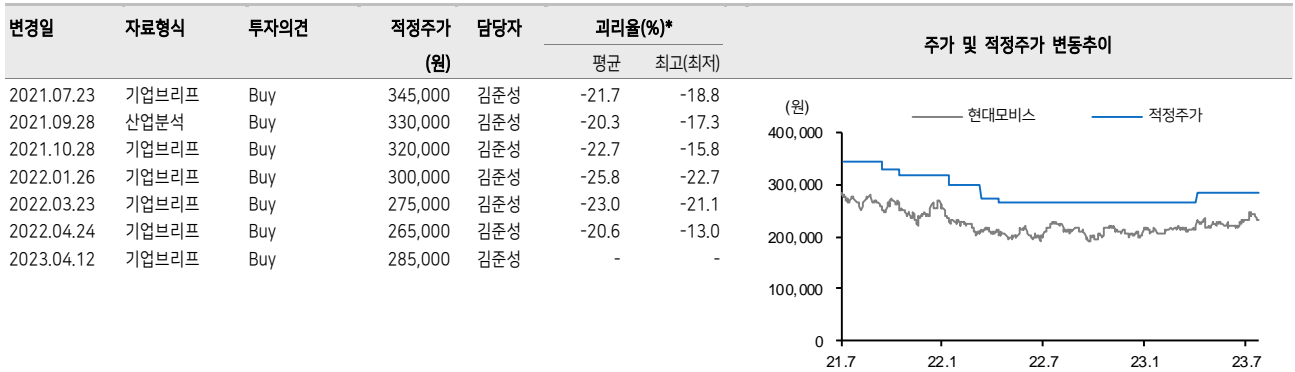 변경일 자료형식 투자의견 적정주가 담당자 괴리율(%)*
(원) 평균 최고(최저)
2021.07.23 기업브리프 Buy 345,000 김준성 -21.7 -18.8
2021.09.28 산업분석 Buy 330,000 김준성 -20.3 -17.3
2021.10.28 기업브리프 Buy 320,000 김준성 -22.7 -15.8
2022.01.26 기업브리프 Buy 300,000 김준성 -25.8 -22.7
2022.03.23 기업브리프 Buy 275,000 김준성 -23.0 -21.1
2022.04.24 기업브리프 Buy 265,000 김준성 -20.6 -13.0
2023.04.12 기업브리프 Buy 285,000 김준성 - -
주가 및 적정주가 변동추이
(원) 현대모비스 적정주가
400,000
300,000
200,000
100,000
0
21.7 22.1 22.7 23.1 23.7